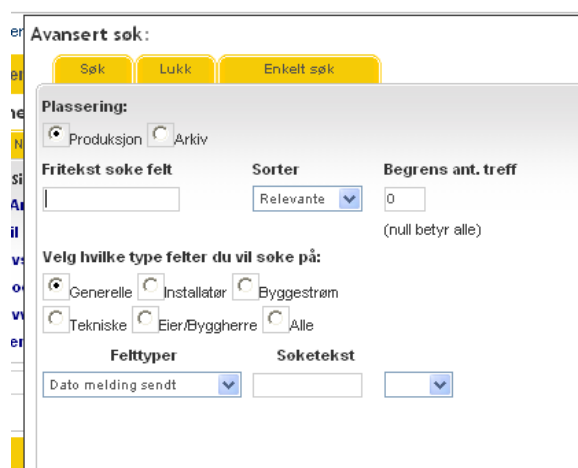 Avansert søk:
Søk Lukk Enkelt søk
Plassering:
Produksjon Arkiv
Fritekst søke felt Sorter Begrens ant. treff
Relevante 0
(null betyr alle)
Velg hvilke type felter du vil søke på:
Generelle Installatør Byggestrøm
Tekniske Eier/Byggherre Alle
Felttyper Søketekst
Dato melding sendt